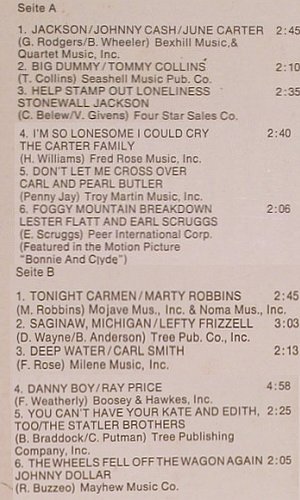 Seite A
1. JACKSON/JOHNNY CASH/JUNE CARTER 2:45
(G. Rodgers/B. Wheeler) Bexhill Music,&
Quartet Music, Inc.
2. BIG DUMMY/TOMMY COLLINS 2:10
(T. Collins) Seashell Music Pub. Co.
3. HELP STAMP OUT LONELINESS 2:35
STONEWALL JACKSON
(C. Belew/V. Givens) Four Star Sales Co.
4. I'M SO LONESOME I COULD CRY 2:40
THE CARTER FAMILY
(H. Williams) Fred Rose Music, Inc.
5. DON'T LET ME CROSS OVER
CARL AND PEARL BUTLER
(Penny Jay) Troy Martin Music, Inc.
6. FOGGY MOUNTAIN BREAKDOWN 2:06
LESTER FLATT AND EARL SCRUGGS
(E. Scruggs) Peer International Corp.
(Featured in the Motion Picture
"Bonnie And Clyde")
Seite B
1. TONIGHT CARMEN/MARTY ROBBINS 2:45
(M. Robbins) Mojave Mus., Inc. & Noma Mus., Inc.
2. SAGINAW, MICHIGAN/LEFTY FRIZZELL 3:03
(D. Wayne/B. Anderson) Tree Pub. Co., Inc.
3. DEEP WATER/CARL SMITH 2:13
(F. Rose) Milene Music, Inc.
4. DANNY BOY/RAY PRICE 4:58
(F. Weatherly) Boosey & Hawkes, Inc.
5. YOU CAN'T HAVE YOUR KATE AND EDITH, 2:25
TOO/THE STATLER BROTHERS
(B. Braddock/C. Putman) Tree Publishing
Company, Inc.
6. THE WHEELS FELL OFF THE WAGON AGAIN 2:05
JOHNNY DOLLAR
(R. Buzzeo) Mayhew Music Co.